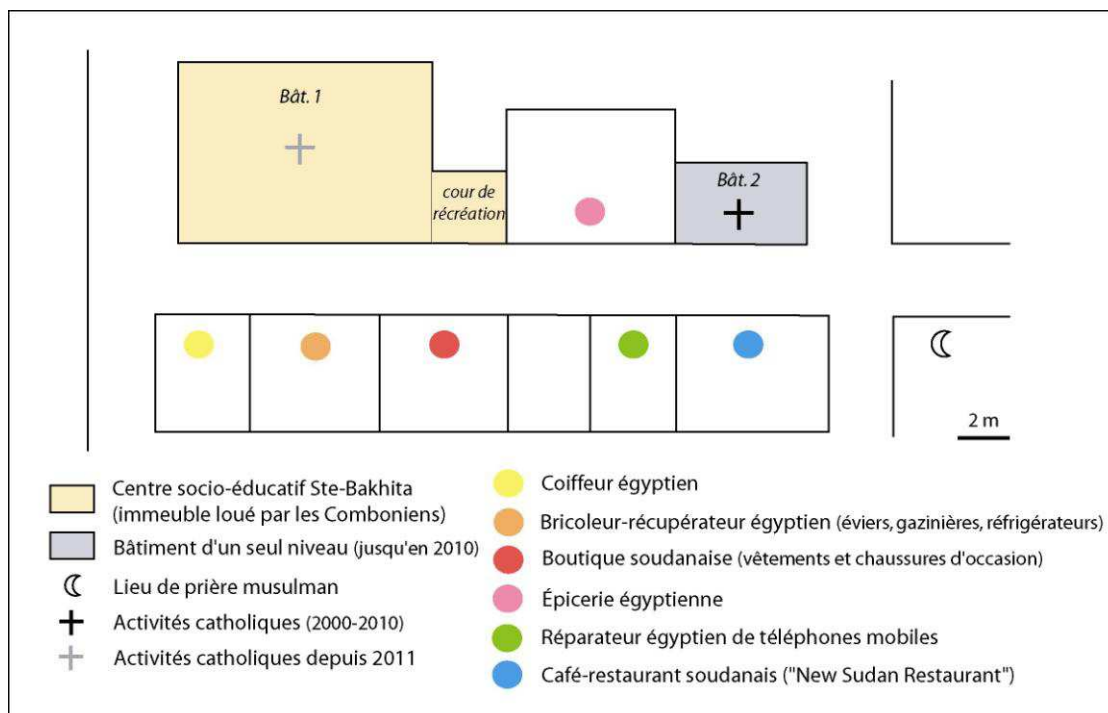 Bât. 1
cour de
récréation
Bât. 2
2 m
Centre socio-éducatif Ste-Bakhita
(immeuble loué par les Comboniens)
Bâtiment d'un seul niveau (jusqu'en 2010)
Lieu de prière musulman
Activités catholiques (2000-2010)
Activités catholiques depuis 2011
Coiffeur égyptien
Bricoleur-récupérateur égyptien (éviers, gazinières, réfrigérateurs)
Boutique soudanaise (vêtements et chaussures d'occasion)
Épicerie égyptienne
Réparateur égyptien de téléphones mobiles
Café-restaurant soudanais ("New Sudan Restaurant")